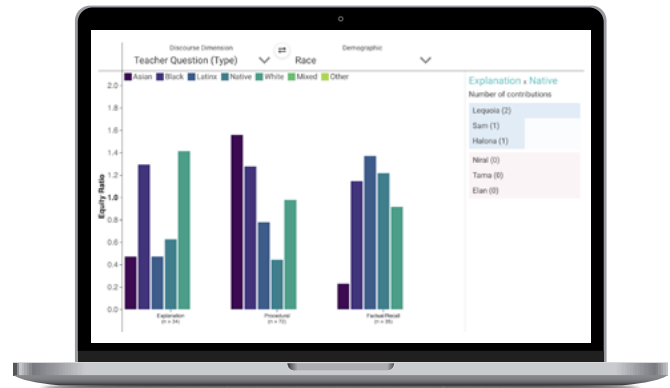 Discourse Dimension
Demographic
Teacher Question (Type)
Race
Asian Black Latinx Native White Mixed Other
2.0
1.8
1.6
1.4
1.2
1.0
0.8
0.6
0.4
0.2
0.0
Equity Ratio
Explanation
(n = 34)
Procedural
(n = 72)
Factual Recall
Explanation x Native
Number of contributions
Lequoia (2)
Sam (1)
Halona (1)
Niral (0)
Tama (0)
Elan (0)